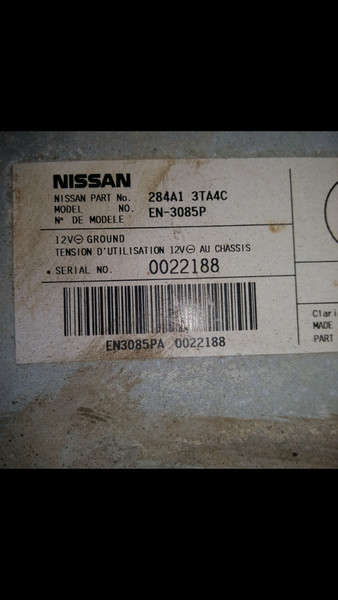 NISSAN
NISSAN PART No. 284A1 3TA4C
MODEL NO. EN-3085P
N° DE MODELE
12V⊖ GROUND
TENSION D'UTILISATION 12V⊖ AU CHASSIS
• SERIAL NO. 0022188
EN3085PA 0022188
Clari
MADE
PART